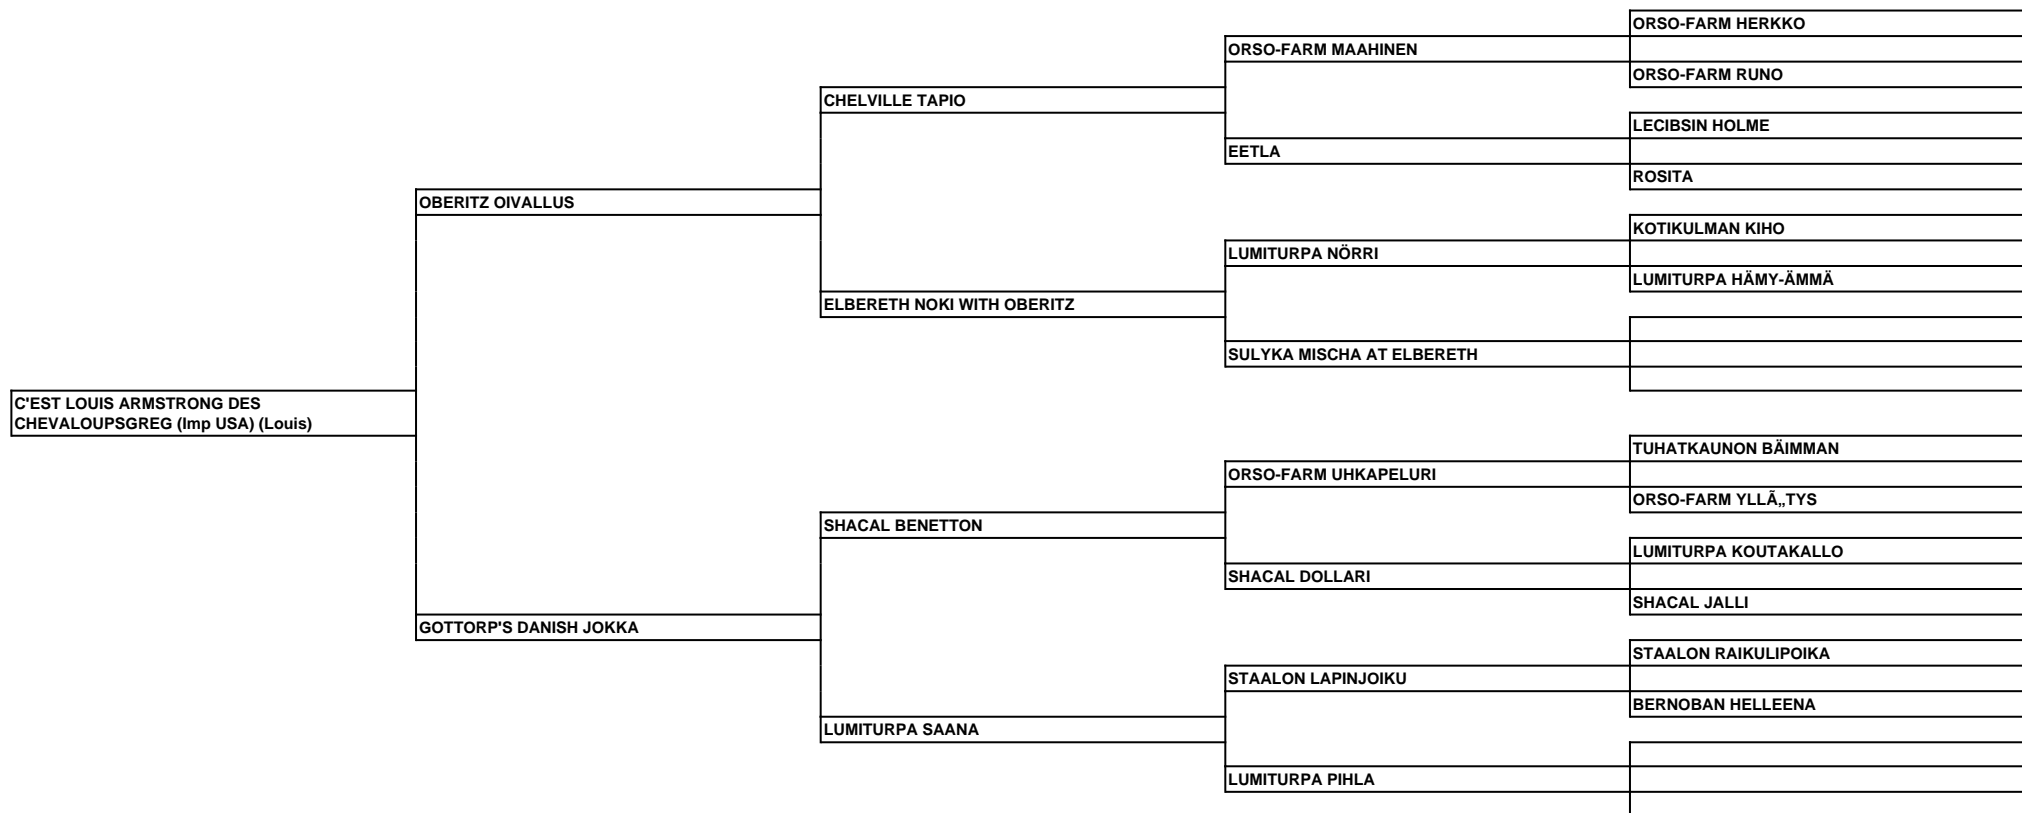 ORSO-FARM HERKKO
ORSO-FARM MAAHINEN
ORSO-FARM RUNO
CHELVILLE TAPIO
LECIBSIN HOLME
EETLA
ROSITA
OBERITZ OIVALLUS
KOTIKULMAN KIHO
LUMITURPA NÖRRI
LUMITURPA HÄMY-ÄMMÄ
ELBERETH NOKI WITH OBERITZ
SULYKA MISCHA AT ELBERETH
C'EST LOUIS ARMSTRONG DES
CHEVALOUPSGREG (Imp USA) (Louis)
TUHATKAUNON BÄIMMAN
ORSO-FARM UHKAPELURI
ORSO-FARM YLLÃ„TYS
SHACAL BENETTON
LUMITURPA KOUTAKALLO
SHACAL DOLLARI
SHACAL JALLI
GOTTORP'S DANISH JOKKA
STAALON RAIKULIPOIKA
STAALON LAPINJOIKU
BERNOBAN HELLEENA
LUMITURPA SAANA
LUMITURPA PIHLA